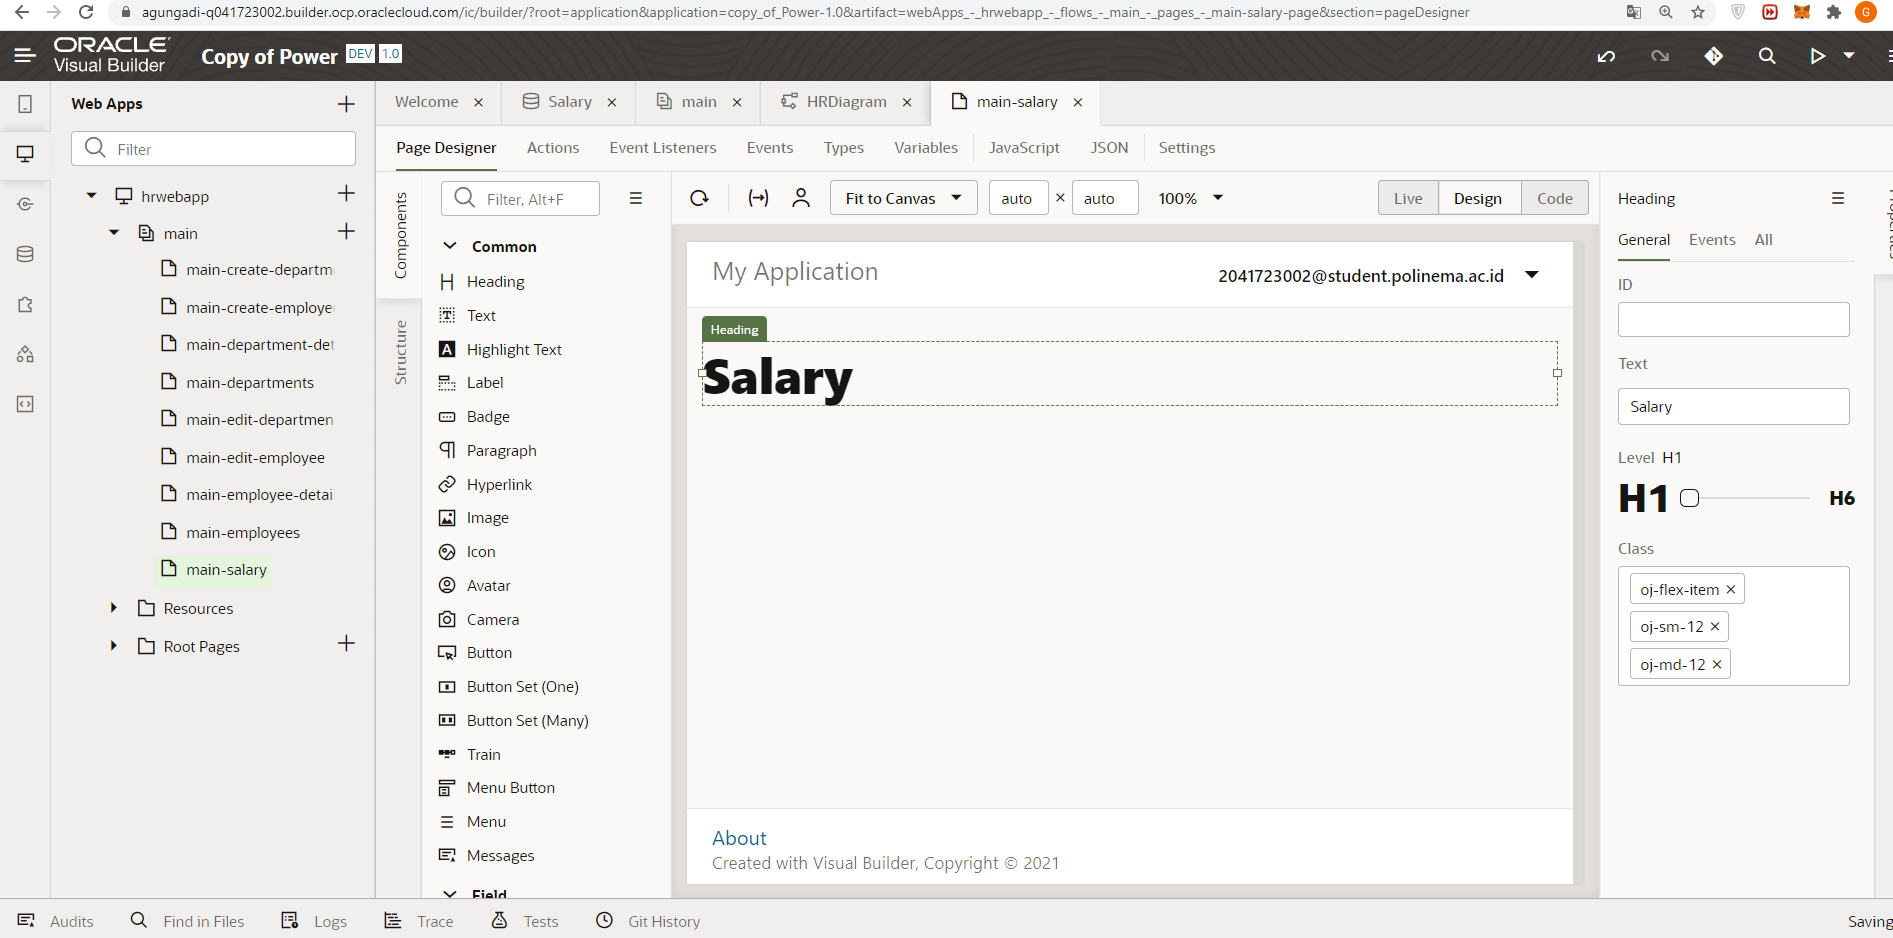 agungadi-q041723002.builder.ocp.oraclecloud.com/ic/builder/?root=application&application=copy_of_Power-1.0&artifact=webApps_-_hrwebapp_-_flows_-_main_-_pages_-_main-salary-page&section=pageDesigner
G
ORACLE
Visual Builder
Copy of Power DEV 1.0
Web Apps
Filter
hrwebapp
main
main-create-departm
main-create-employe
main-department-det
main-departments
main-edit-departmen
main-edit-employee
main-employee-detai
main-employees
main-salary
Resources
Root Pages
Welcome
Salary
main
HRDiagram
main-salary
Page Designer
Actions
Event Listeners
Events
Types
Variables
JavaScript
JSON
Settings
Components
Structure
Filter, Alt+F
Common
Heading
Text
Highlight Text
Label
Badge
Paragraph
Hyperlink
Image
Icon
Avatar
Camera
Button
Button Set (One)
Button Set (Many)
Train
Menu Button
Menu
Messages
Field
Fit to Canvas
auto × auto
100%
Live
Design
Code
My Application
2041723002@student.polinema.ac.id
Heading
Salary
About
Created with Visual Builder, Copyright © 2021
Heading
General
Events
All
ID
Text
Salary
Level H1
H1
H6
Class
oj-flex-item
oj-sm-12
oj-md-12
Audits
Find in Files
Logs
Trace
Tests
Git History
Saving